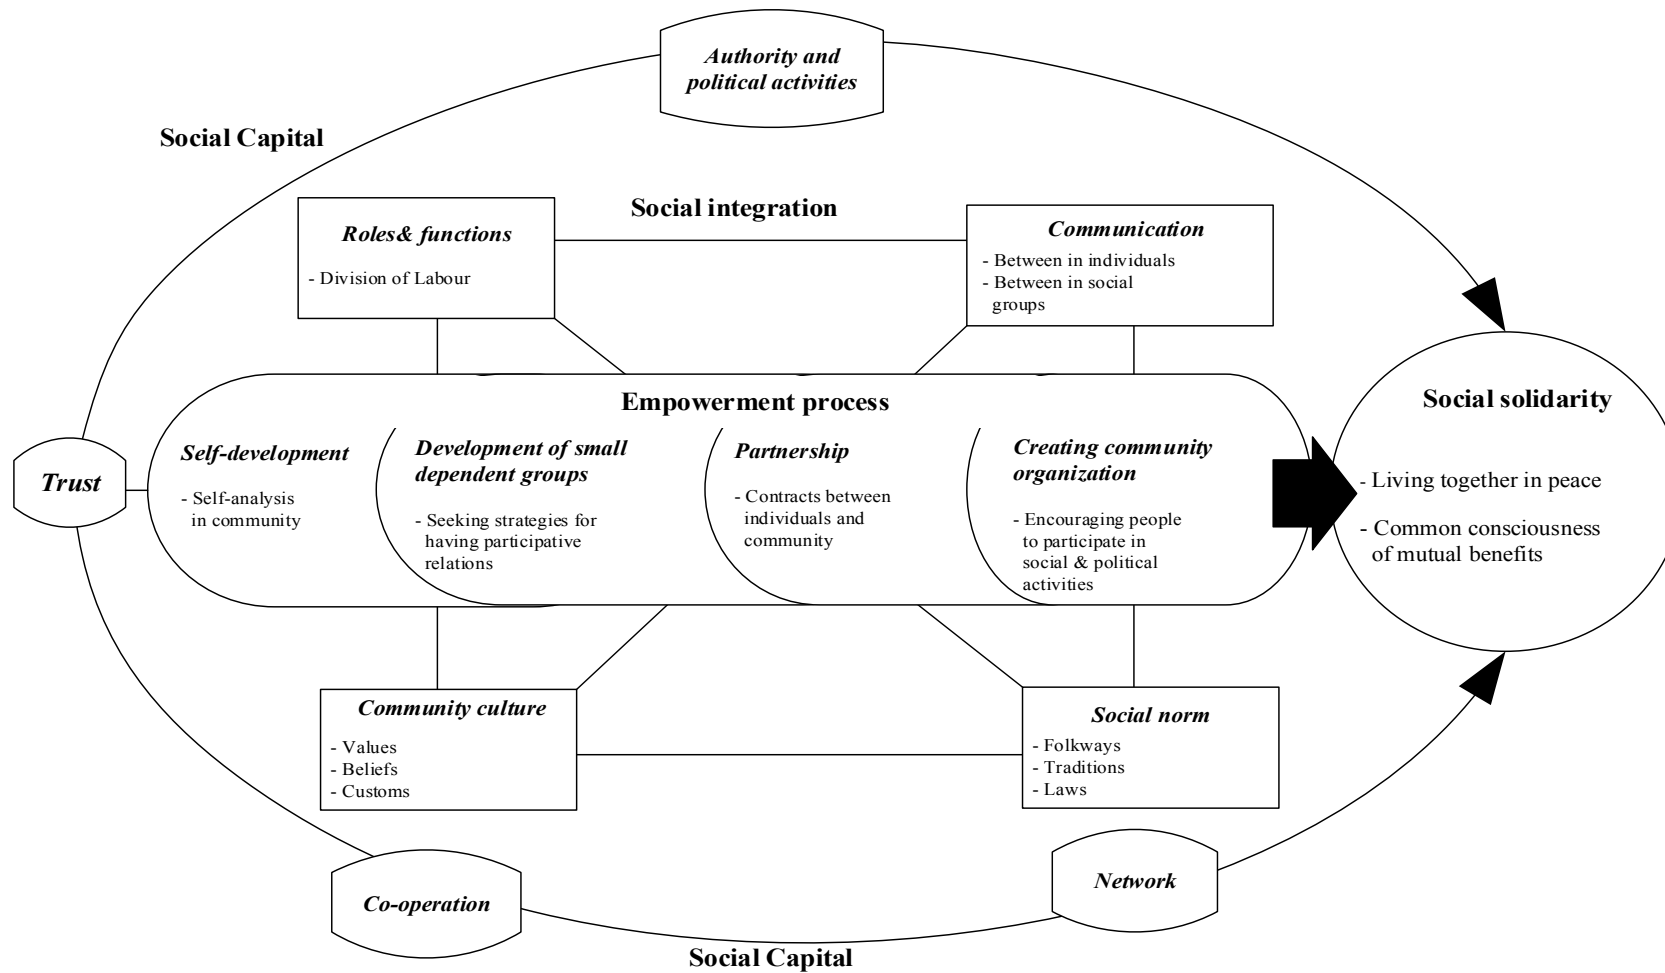 Authority and
political activities
Social Capital
Social integration
Roles& functions
- Division of Labour
Communication
- Between in individuals
- Between in social
groups
Empowerment process
Self-development
- Self-analysis
in community
Development of small
dependent groups
- Seeking strategies for
having participative
relations
Partnership
- Contracts between
individuals and
community
Creating community
organization
- Encouraging people
to participate in
social & political
activities
Social solidarity
- Living together in peace
- Common consciousness
of mutual benefits
Trust
Community culture
- Values
- Beliefs
- Customs
Social norm
- Folkways
- Traditions
- Laws
Co-operation
Network
Social Capital